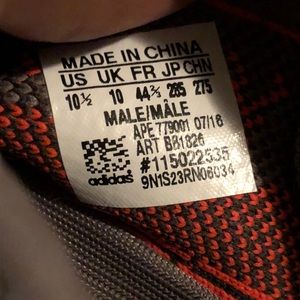 MADE IN CHINA
US UK FR JP CHN
10½ 10 44⅔ 285 275
MALE/MÂLE
APE 779001 07/16
ART BB1826
#115022535
adidas 9N1S23RN08034